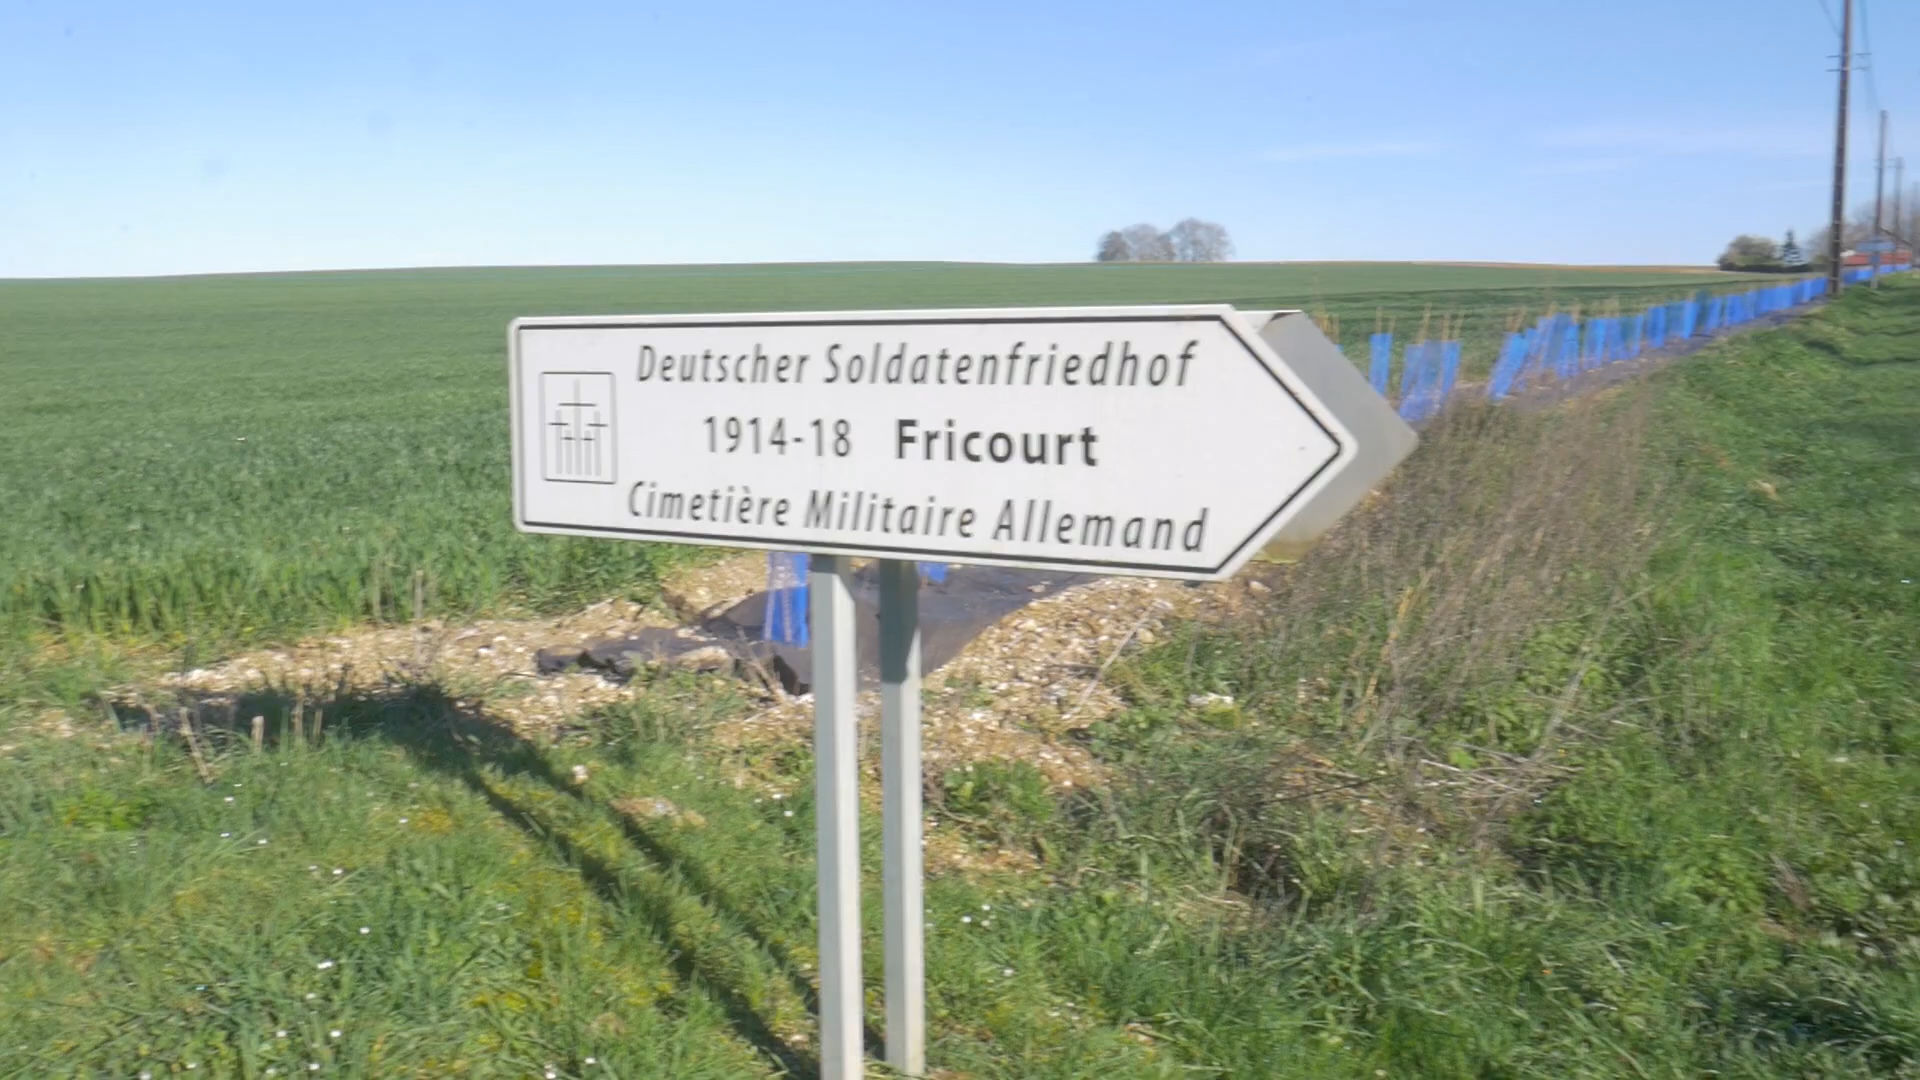 Deutscher Soldatenfriedhof
1914-18 Fricourt
Cimetière Militaire Allemand